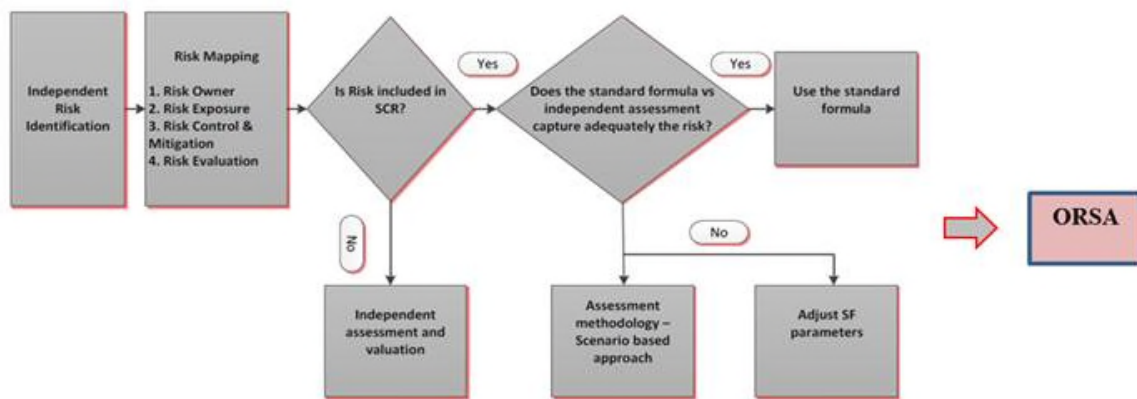 Independent
Risk
Identification
Risk Mapping
1. Risk Owner
2. Risk Exposure
3. Risk Control &
Mitigation
4. Risk Evaluation
Is Risk included in
SCR?
Yes
Does the standard formula vs
independent assessment
capture adequately the risk?
Yes
Use the standard
formula
ORSA
No
No
Independent
assessment and
valuation
Assessment
methodology –
Scenario based
approach
Adjust SF
parameters